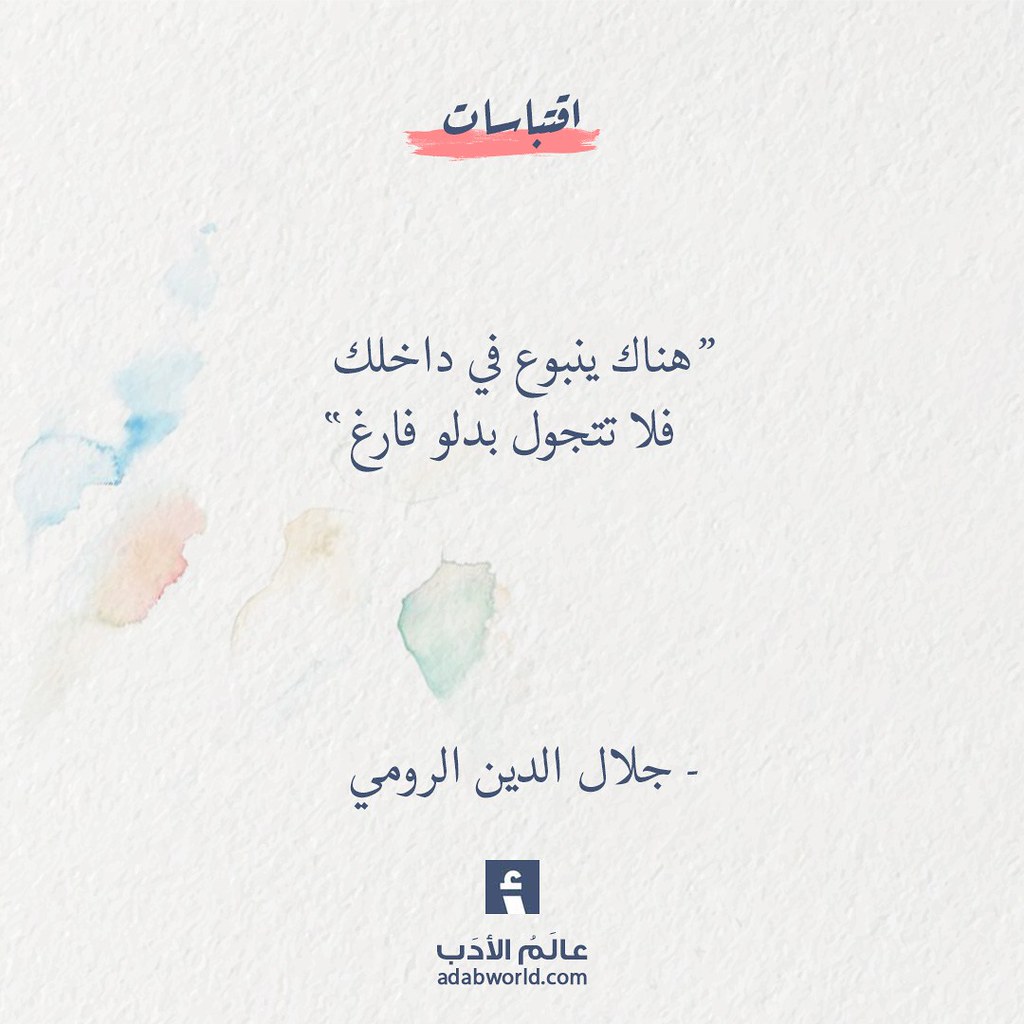 اقتباسات
”هناك ينبوع في داخلك
فلا تتجول بدلو فارغ“
- جلال الدين الرومي
أ
عالَمُ الأدَب
adabworld.com